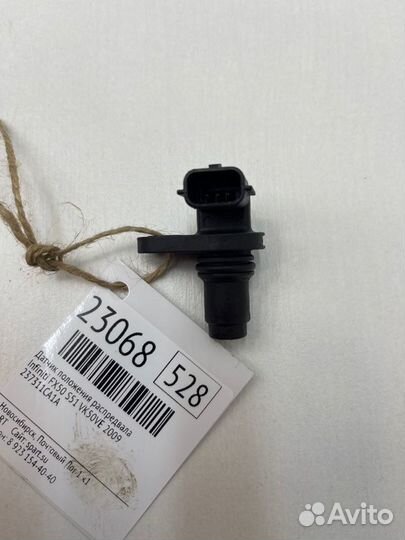 23068
528
Датчик положения распредвала
Infiniti FX50 S51 VK50VE 2009
237311CA1A
Новосибирск, Почтовый Лог 1 к1
Сайт: spart.su
8 923 154-40-40
Avito